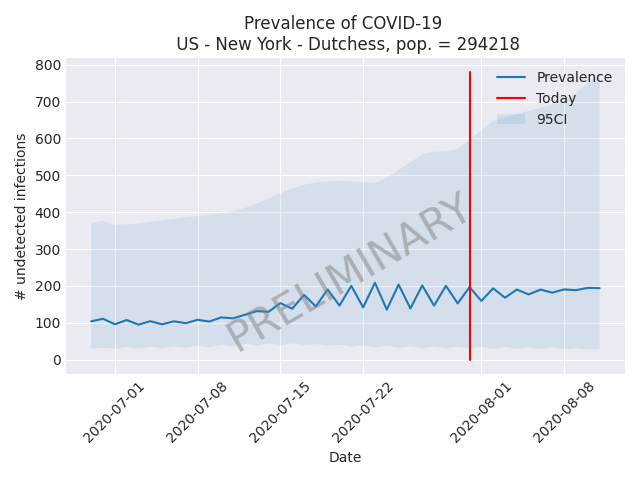 Prevalence of COVID-19
US - New York - Dutchess, pop. = 294218
800
700
600
500
400
300
200
100
0
# undetected infections
Prevalence
Today
95CI
PRELIMINARY
2020-07-01
2020-07-08
2020-07-15
2020-07-22
2020-08-01
2020-08-08
Date